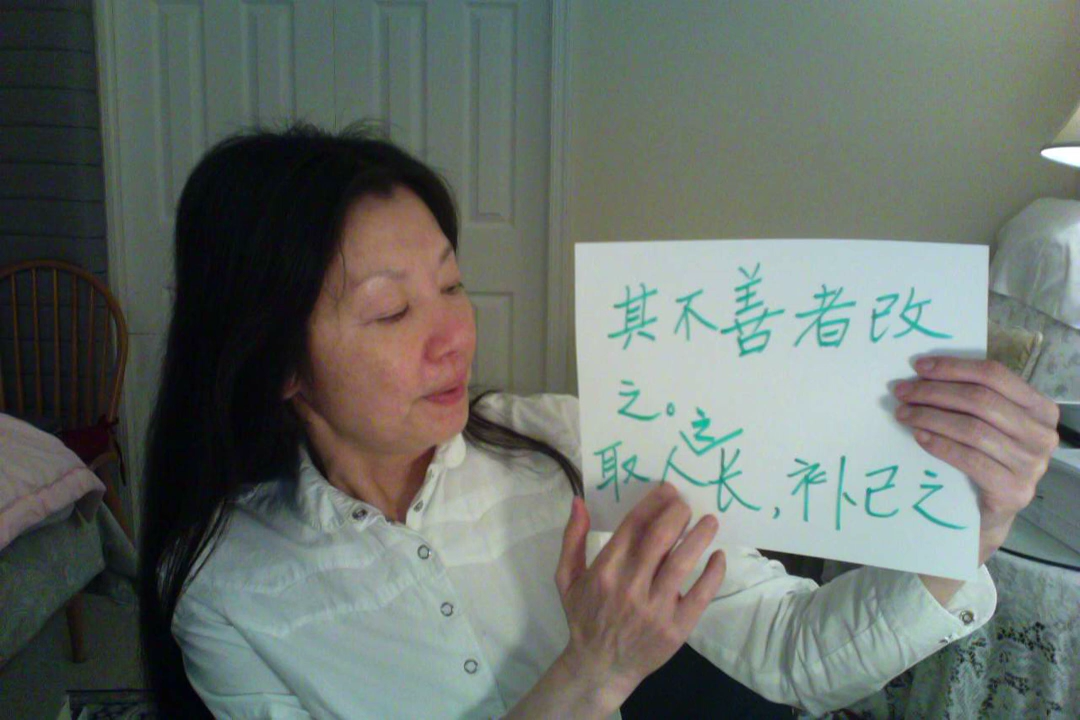 其不善者改
之。
取人之长,补己之